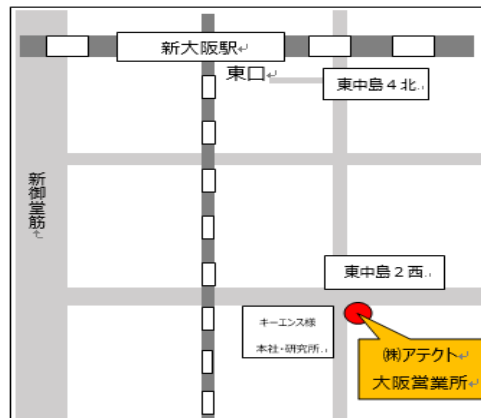 新大阪駅
東口
東中島４北
新御堂筋
東中島２西
キーエンス様
本社・研究所
㈱アテクト
大阪営業所